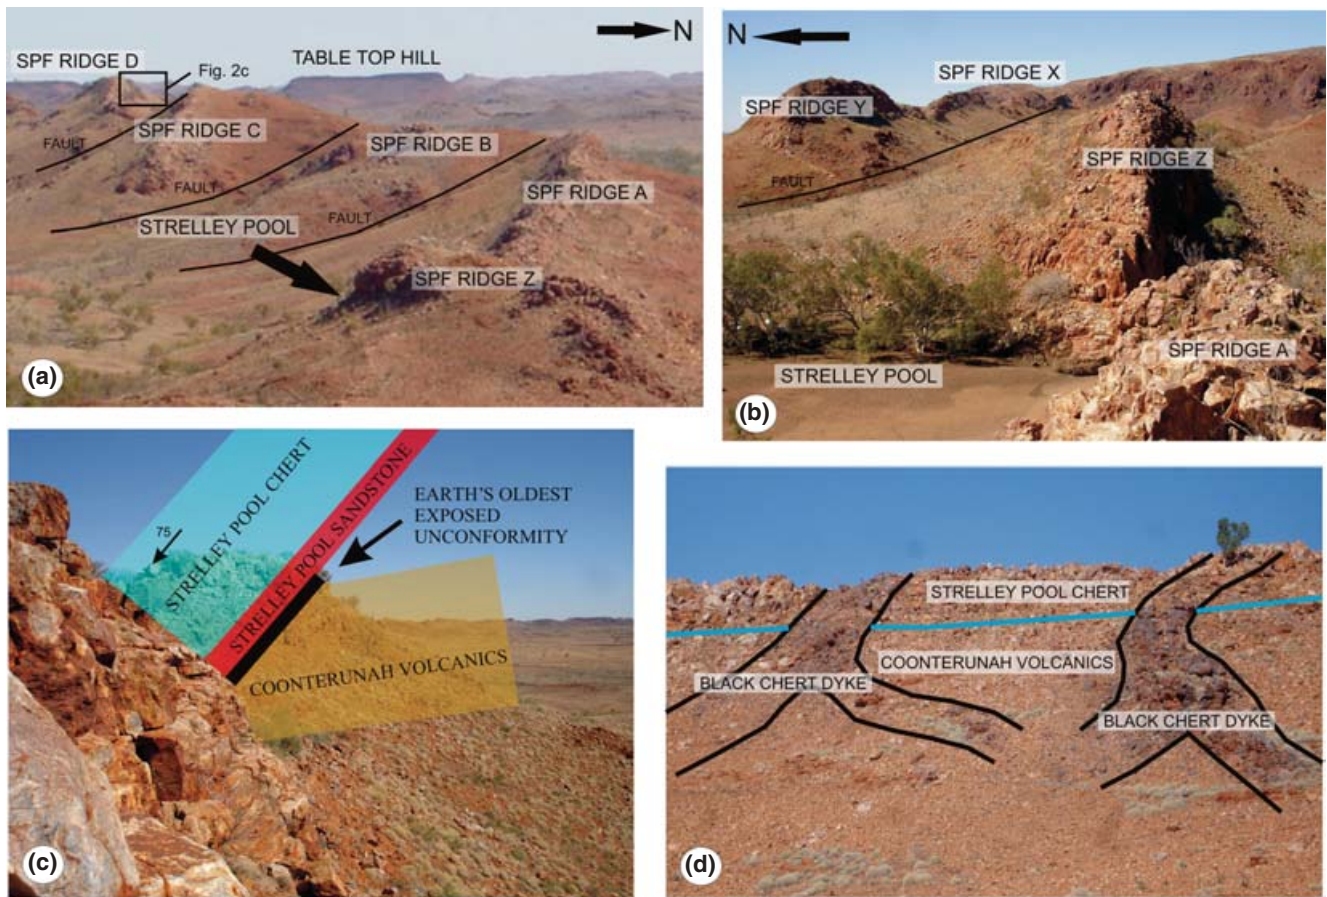 N
SPF RIDGE D
Fig. 2c
TABLE TOP HILL
SPF RIDGE C
FAULT
SPF RIDGE B
FAULT
SPF RIDGE A
STRELLEY POOL
FAULT
SPF RIDGE Z
(a)
N
SPF RIDGE X
SPF RIDGE Y
SPF RIDGE Z
FAULT
SPF RIDGE A
STRELLEY POOL
(b)
STRELLEY POOL CHERT
75
STRELLEY POOL SANDSTONE
EARTH'S OLDEST
EXPOSED
UNCONFORMITY
COONTERUNAH VOLCANICS
(c)
STRELLEY POOL CHERT
COONTERUNAH VOLCANICS
BLACK CHERT DYKE
BLACK CHERT DYKE
(d)